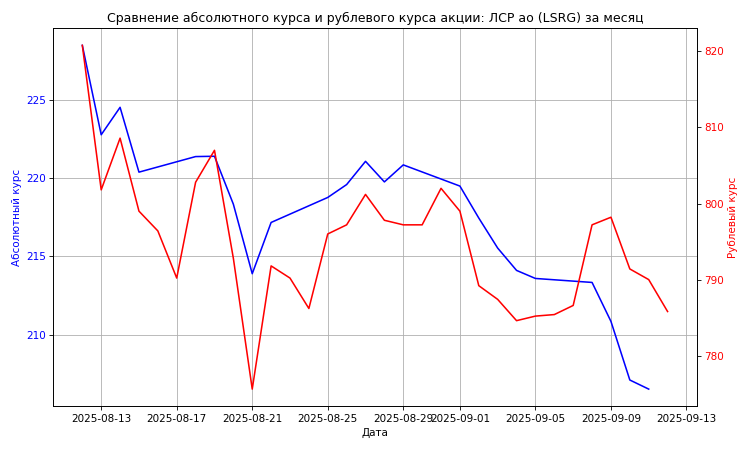 Сравнение абсолютного курса и рублевого курса акции: ЛСР ао (LSRG) за месяц
Абсолютный курс
225
220
215
210
820
810
800
790
780
Рублевый курс
2025-08-13 2025-08-17 2025-08-21 2025-08-25 2025-08-29 2025-09-01 2025-09-05 2025-09-09 2025-09-13
Дата